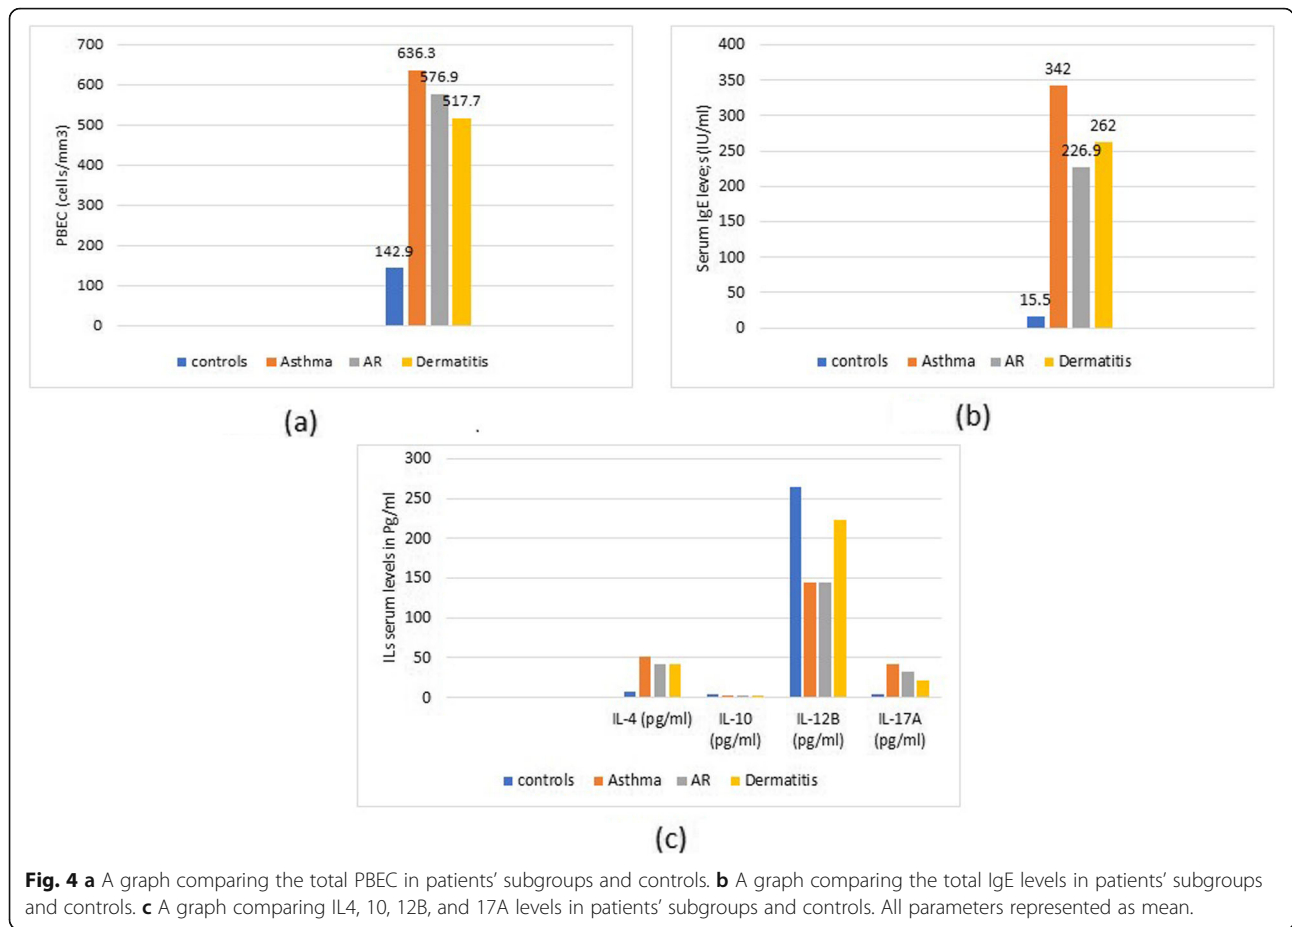 700
600
500
400
300
200
100
0
PBEC (cells/mm3)
142.9
636.3
576.9
517.7
controls Asthma AR Dermatitis
(a)
400
350
300
250
200
150
100
50
0
Serum IgE leve;s (IU/ml)
15.5
342
226.9
262
controls Asthma AR Dermatitis
(b)
300
250
200
150
100
50
0
ILs serum levels in Pg/ml
IL-4 (pg/ml)
IL-10
(pg/ml)
IL-12B
(pg/ml)
IL-17A
(pg/ml)
controls Asthma AR Dermatitis
(c)
Fig. 4 a A graph comparing the total PBEC in patients' subgroups and controls. b A graph comparing the total IgE levels in patients' subgroups
and controls. c A graph comparing IL4, 10, 12B, and 17A levels in patients' subgroups and controls. All parameters represented as mean.